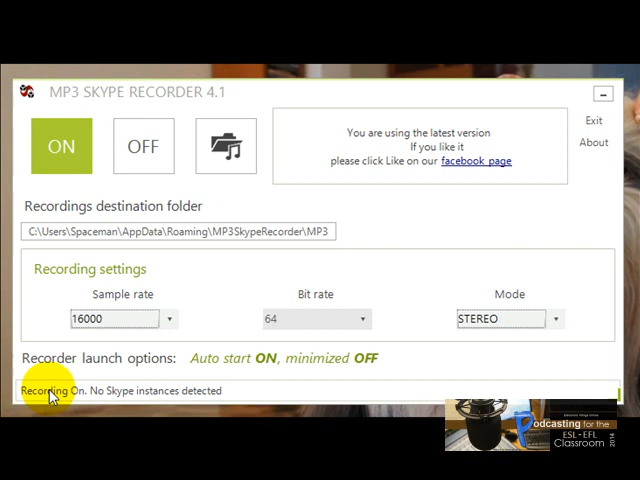 MP3 SKYPE RECORDER 4.1
Exit
About
ON
OFF
You are using the latest version
If you like it
please click Like on our facebook page
Recordings destination folder
C:\Users\Spaceman\AppData\Roaming\MP3SkypeRecorder\MP3
Recording settings
Sample rate
Bit rate
Mode
16000
64
STEREO
Recorder launch options: Auto start ON, minimized OFF
Recording On. No Skype instances detected
Podcasting for the
ESL-EFL
Classroom
2014